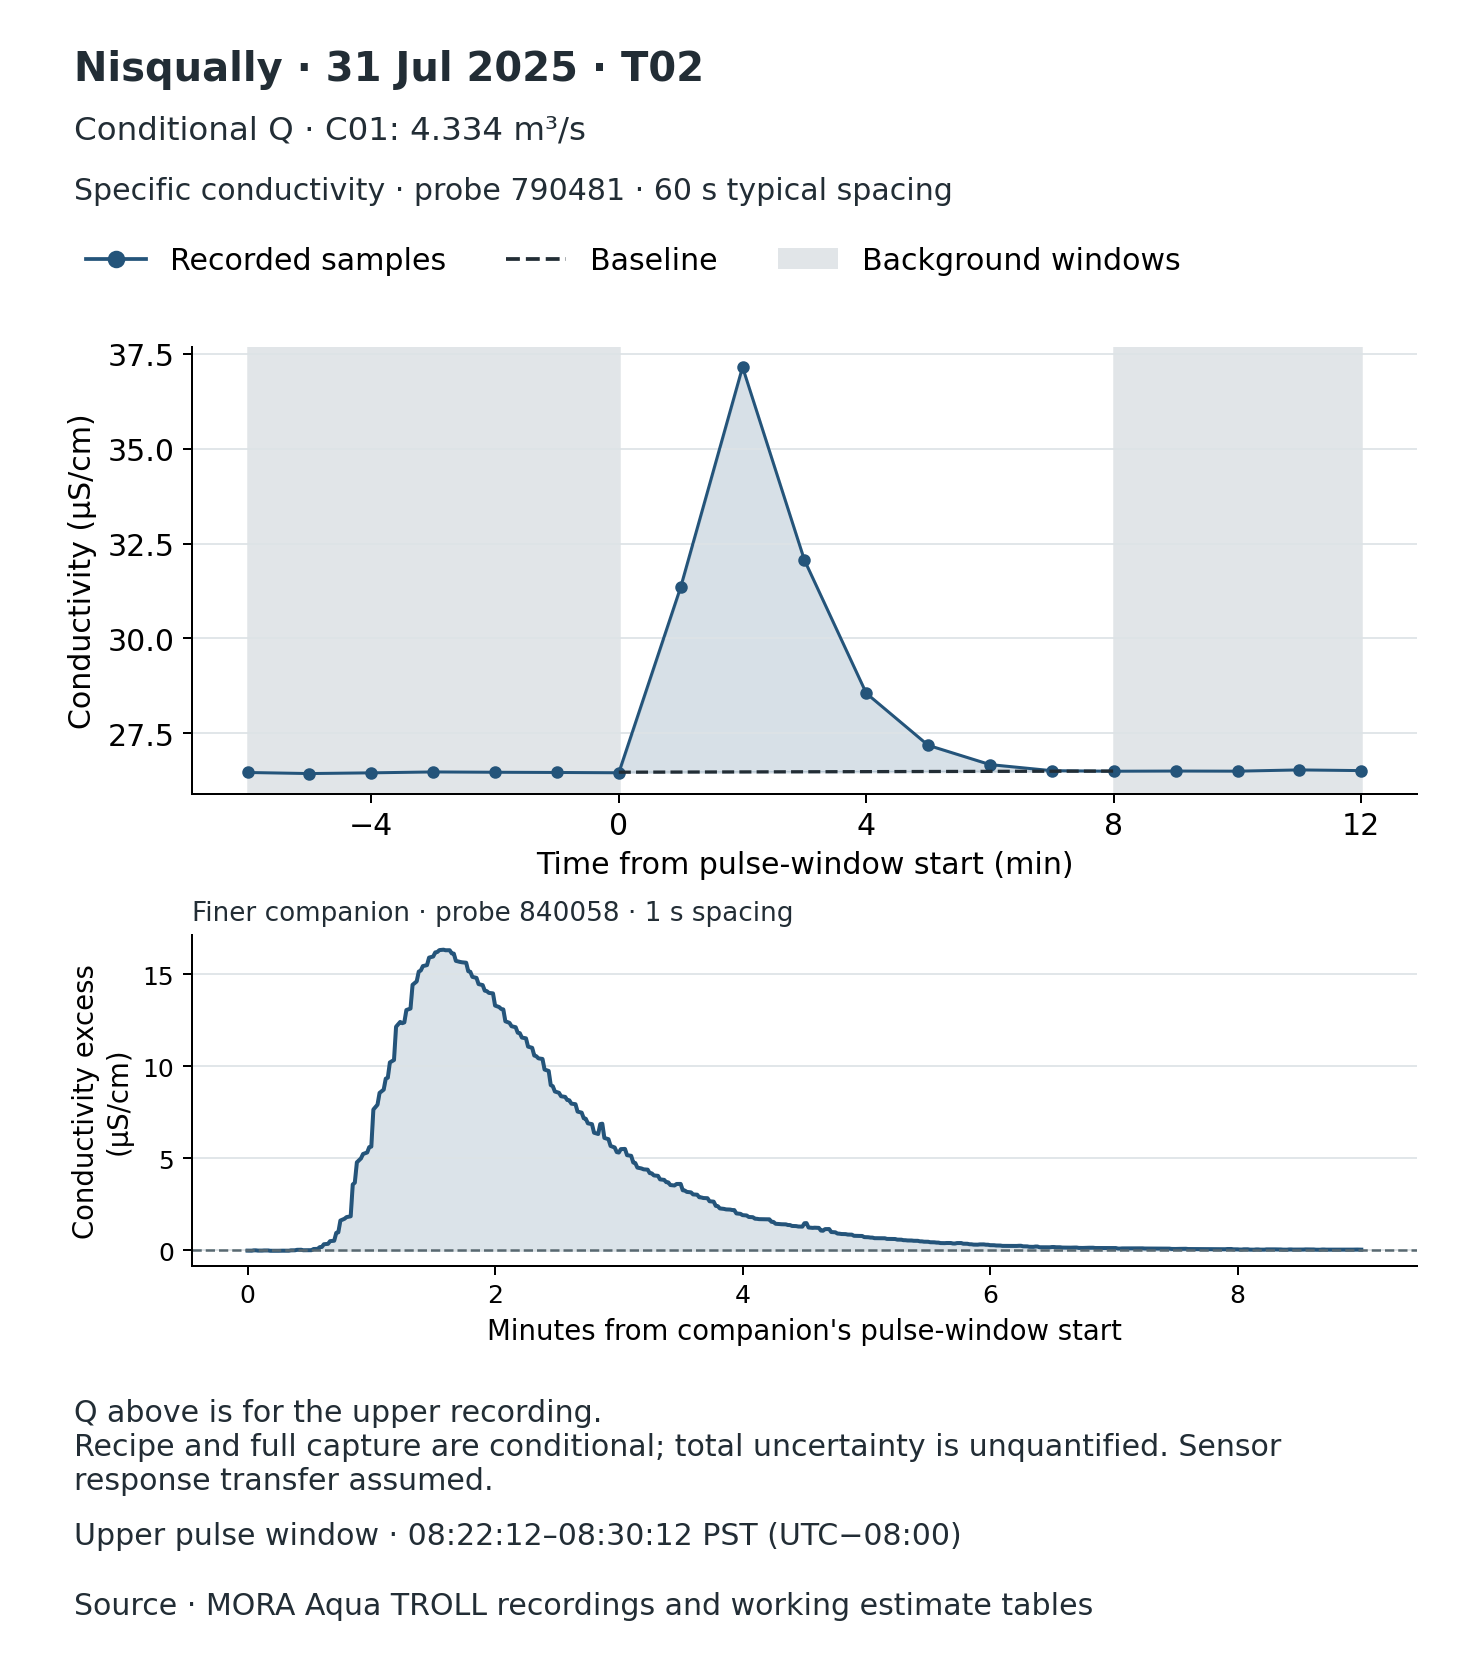 Nisqually · 31 Jul 2025 · T02
Conditional Q · C01: 4.334 m³/s
Specific conductivity · probe 790481 · 60 s typical spacing
Recorded samples
Baseline
Background windows
37.5
35.0
32.5
30.0
27.5
Conductivity (µS/cm)
−4
0
4
8
12
Time from pulse-window start (min)
Finer companion · probe 840058 · 1 s spacing
15
10
5
0
Conductivity excess
(µS/cm)
0
2
4
6
8
Minutes from companion's pulse-window start
Q above is for the upper recording.
Recipe and full capture are conditional; total uncertainty is unquantified. Sensor
response transfer assumed.
Upper pulse window · 08:22:12–08:30:12 PST (UTC−08:00)
Source · MORA Aqua TROLL recordings and working estimate tables